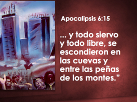 Apocalipsis 6:15
... y todo siervo
y todo libre, se
escondieron en
las cuevas y
entre las peñas
de los montes."